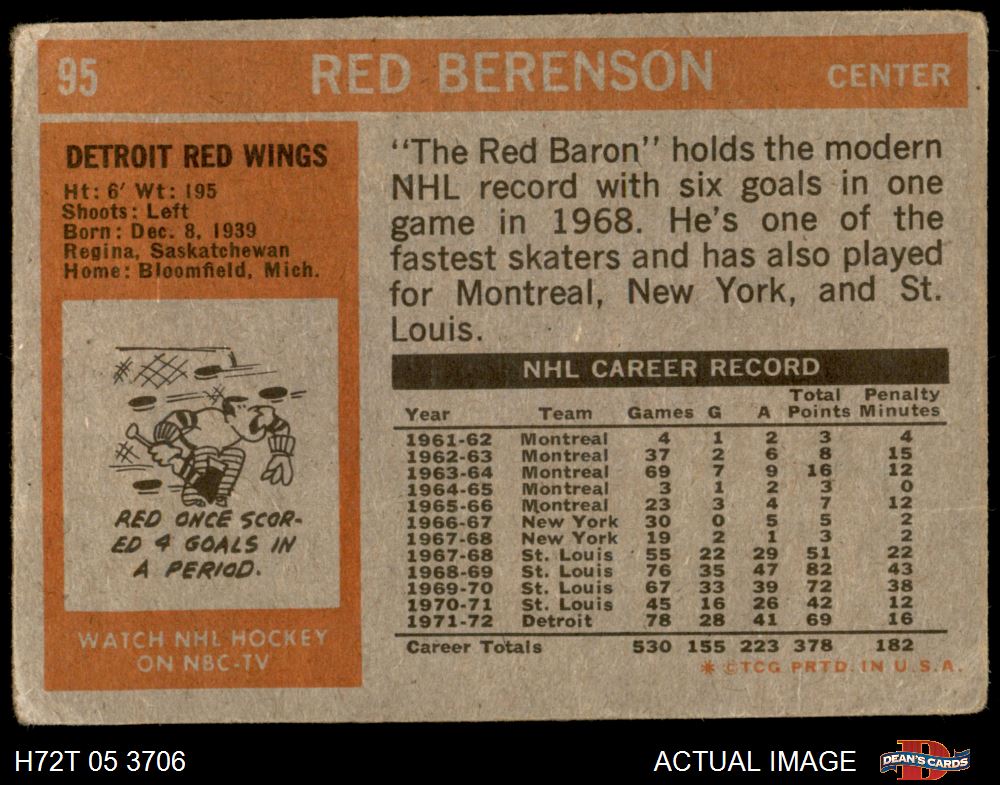 95 RED BERENSON CENTER
DETROIT RED WINGS
Ht: 6' Wt: 195
Shoots: Left
Born: Dec. 8, 1939
Regina, Saskatchewan
Home: Bloomfield, Mich.
RED ONCE SCOR-
ED 4 GOALS IN
A PERIOD.
WATCH NHL HOCKEY
ON NBC-TV
"The Red Baron" holds the modern
NHL record with six goals in one
game in 1968. He's one of the
fastest skaters and has also played
for Montreal, New York, and St.
Louis.
NHL CAREER RECORD
Total Penalty
Year Team Games G A Points Minutes
1961-62 Montreal 4 1 2 3 4
1962-63 Montreal 37 2 6 8 15
1963-64 Montreal 69 7 9 16 12
1964-65 Montreal 3 1 2 3 0
1965-66 Montreal 23 3 4 7 12
1966-67 New York 30 0 5 5 2
1967-68 New York 19 2 1 3 2
1967-68 St. Louis 55 22 29 51 22
1968-69 St. Louis 76 35 47 82 43
1969-70 St. Louis 67 33 39 72 38
1970-71 St. Louis 45 16 26 42 12
1971-72 Detroit 78 28 41 69 16
Career Totals 530 155 223 378 182
* ©TCG PRTD. IN U.S.A.
H72T 05 3706 ACTUAL IMAGE D DEAN'S CARDS